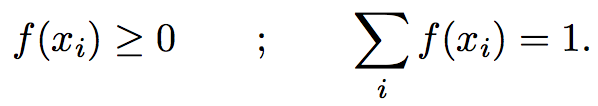 f(x_i) ≥ 0 ; ∑_i f(x_i) = 1.